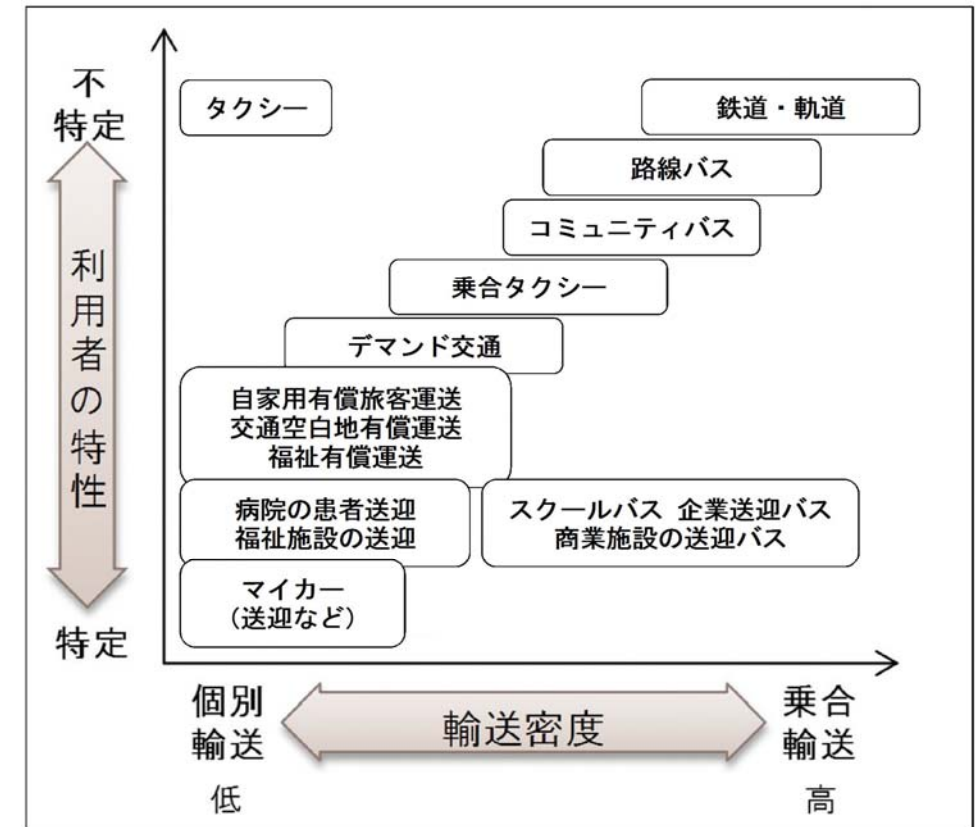 不
特定
利用者の特性
特定
タクシー
鉄道・軌道
路線バス
コミュニティバス
乗合タクシー
デマンド交通
自家用有償旅客運送
交通空白地有償運送
福祉有償運送
病院の患者送迎
福祉施設の送迎
スクールバス 企業送迎バス
商業施設の送迎バス
マイカー
(送迎など)
個別
輸送
低
輸送密度
乗合
輸送
高